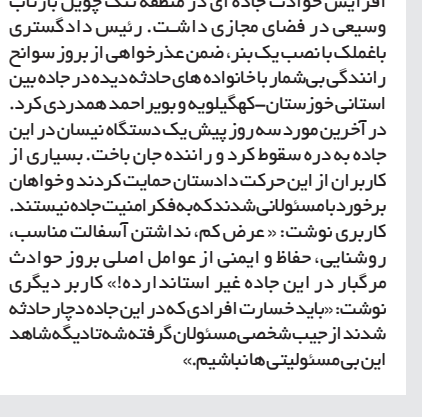 افزایش حوادث جاده ای در منطقه تنگ چویل بازتاب
وسیعی در فضای مجازی داشت. رئیس دادگستری
باغملک با نصب یک بنر، ضمن عذرخواهی از بروز سوانح
رانندگی بی‌شمار با خانواده های حادثه دیده در جاده بین
استانی خوزستان–کهگیلویه و بویراحمد همدردی کرد.
در آخرین مورد سه روز پیش یک دستگاه نیسان در این
جاده به دره سقوط کرد و راننده جان باخت. بسیاری از
کاربران از این حرکت دادستان حمایت کردند و خواهان
برخورد با مسئولانی شدند که به فکر امنیت جاده نیستند.
کاربری نوشت: «عرض کم، نداشتن آسفالت مناسب،
روشنایی، حفاظ و ایمنی از عوامل اصلی بروز حوادث
مرگبار در این جاده غیر استاندارده!» کاربر دیگری
نوشت: «باید خسارت افرادی که در این جاده دچار حادثه
شدند از جیب شخصی مسئولان گرفته شه تا دیگه شاهد
این بی مسئولیتی ها نباشیم.»